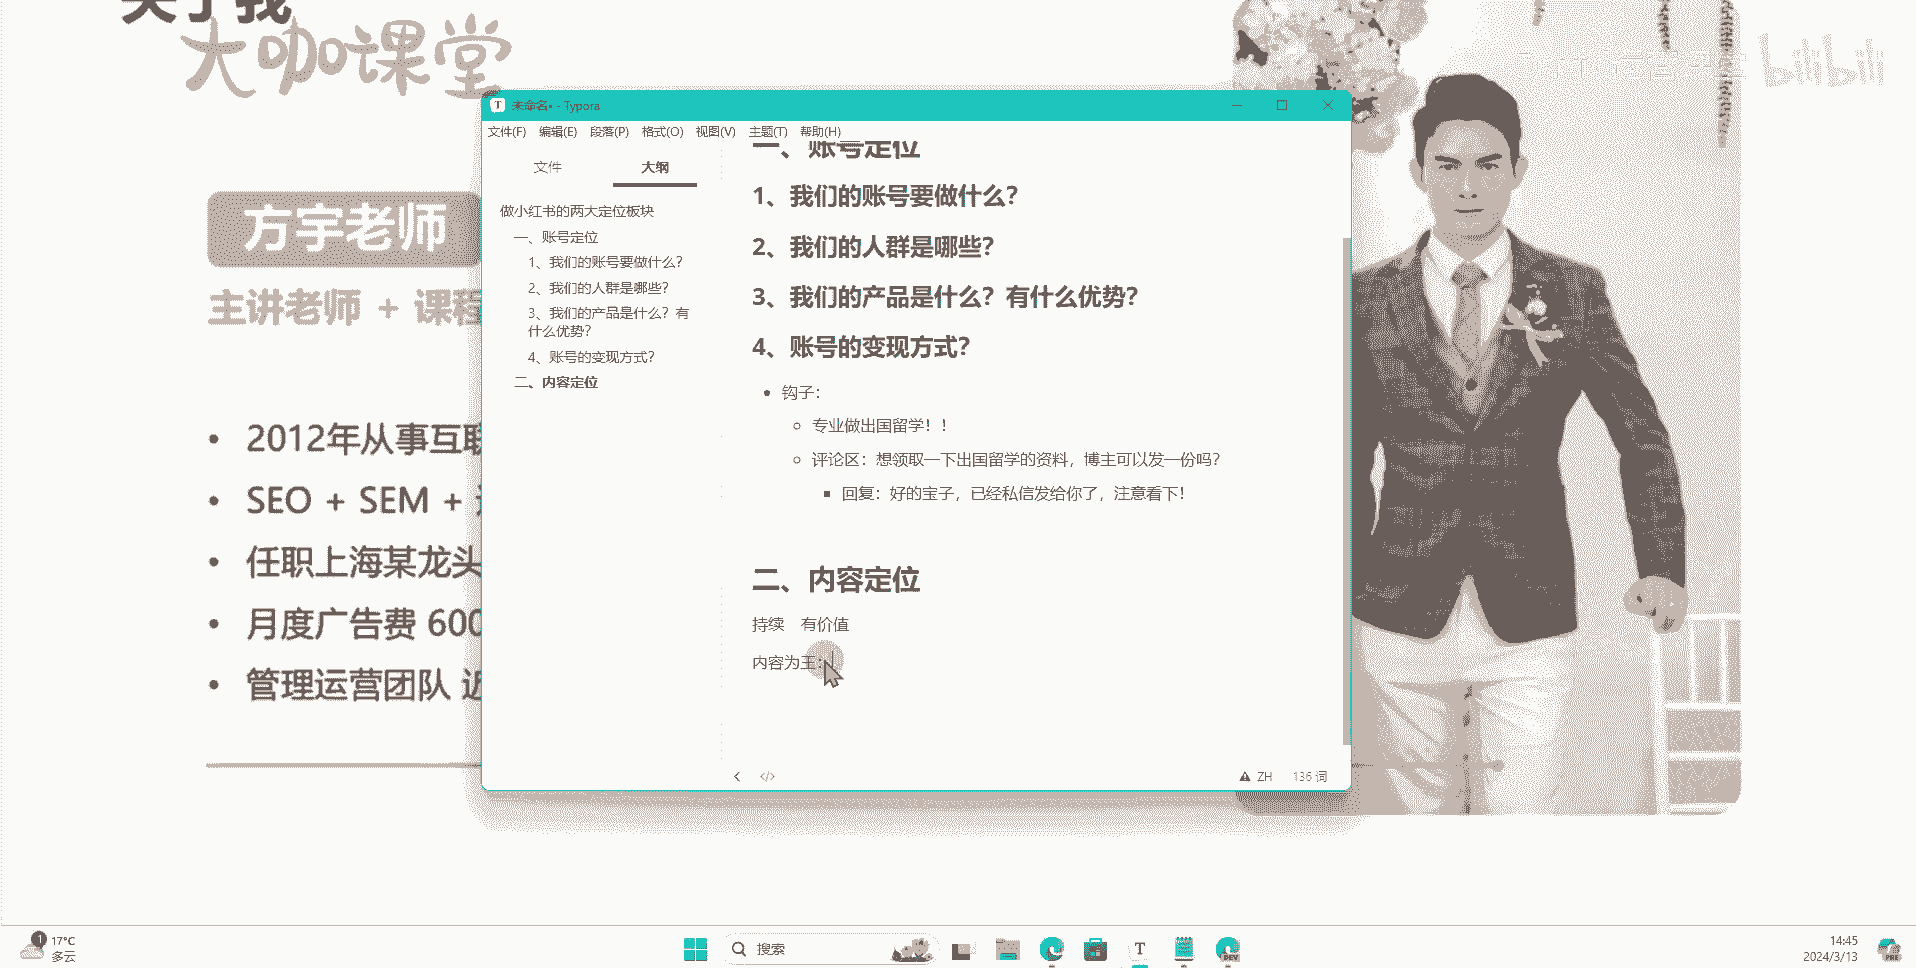 关于我
大咖课堂
bilibili
方宇老师
主讲老师 + 课程
• 2012年从事互联
• SEO + SEM +
• 任职上海某龙头
• 月度广告费 600
• 管理运营团队 近
未命名• - Typora
文件(F) 编辑(E) 段落(P) 格式(O) 视图(V) 主题(T) 帮助(H)
文件 大纲
做小红书的两大定位板块
一、账号定位
1、我们的账号要做什么？
2、我们的人群是哪些？
3、我们的产品是什么？有
什么优势？
4、账号的变现方式？
二、内容定位
一、账号定位
1、我们的账号要做什么？
2、我们的人群是哪些？
3、我们的产品是什么？有什么优势？
4、账号的变现方式？
• 钩子：
专业做出国留学！！
评论区：想领取一下出国留学的资料，博主可以发一份吗？
回复：好的宝子，已经私信发给你了，注意看下！
二、内容定位
持续 有价值
内容为王：
ZH 136 词
1
17°C
多云
搜索
T
DEV
14:45
2024/3/13
PRE